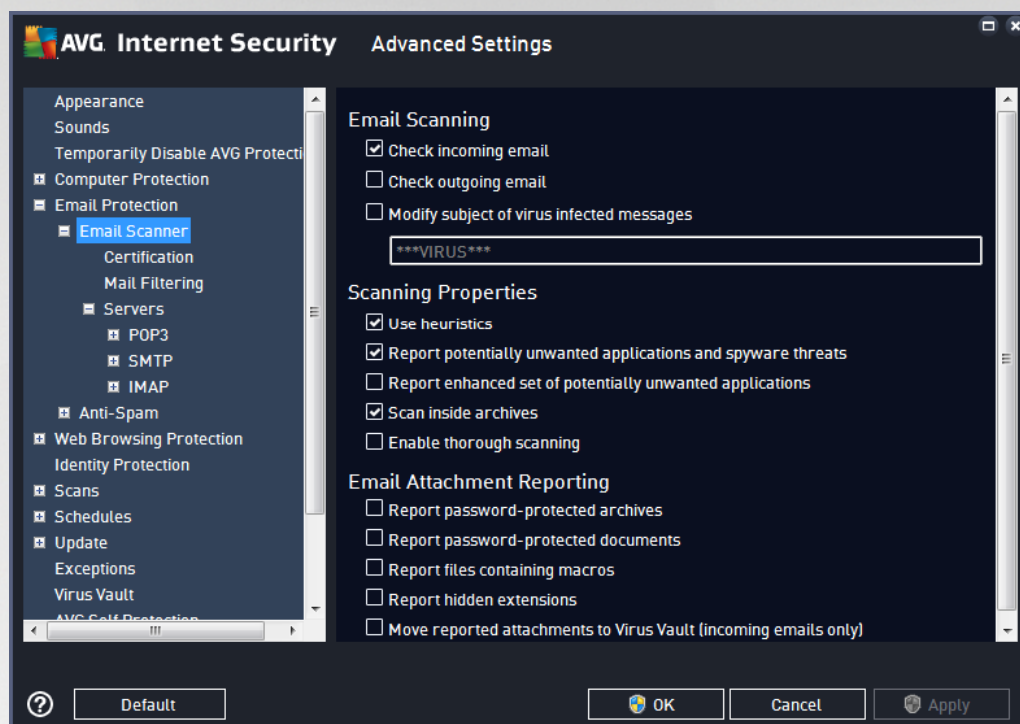 AVG. Internet Security Advanced Settings
Appearance
Sounds
Temporarily Disable AVG Protecti
Computer Protection
Email Protection
Email Scanner
Certification
Mail Filtering
Servers
POP3
SMTP
IMAP
Anti-Spam
Web Browsing Protection
Identity Protection
Scans
Schedules
Update
Exceptions
Virus Vault
AVG Self Protection
Email Scanning
Check incoming email
Check outgoing email
Modify subject of virus infected messages
***VIRUS***
Scanning Properties
Use heuristics
Report potentially unwanted applications and spyware threats
Report enhanced set of potentially unwanted applications
Scan inside archives
Enable thorough scanning
Email Attachment Reporting
Report password-protected archives
Report password-protected documents
Report files containing macros
Report hidden extensions
Move reported attachments to Virus Vault (incoming emails only)
? Default OK Cancel Apply